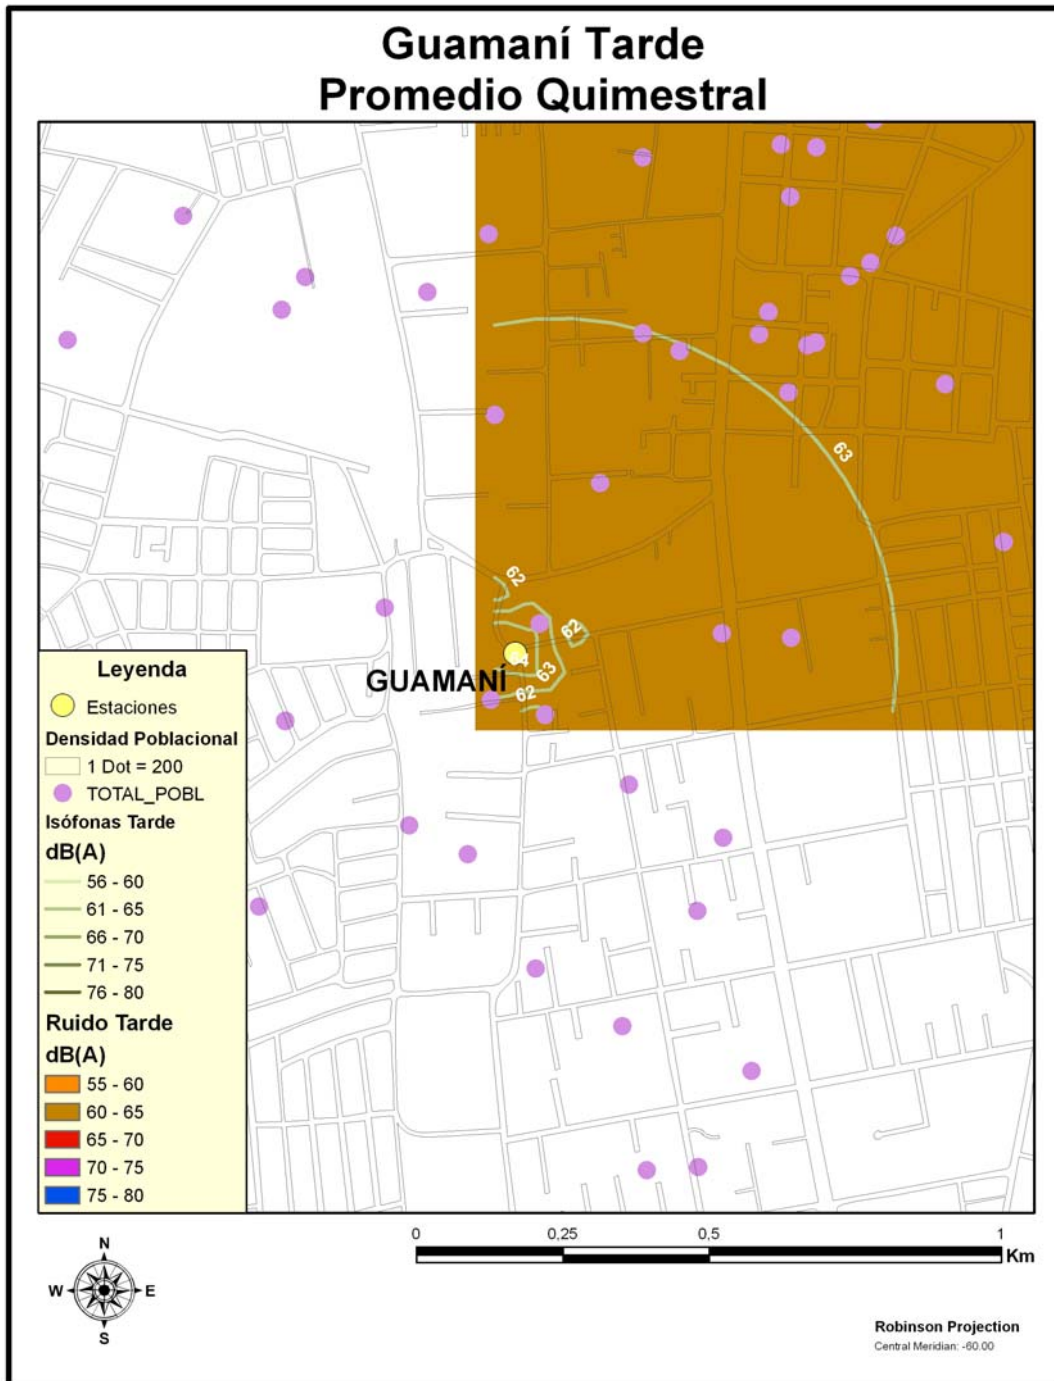 Guamaní Tarde
Promedio Quimestral
63
62
62
64
63
62
GUAMANÍ
Leyenda
Estaciones
Densidad Poblacional
1 Dot = 200
TOTAL_POBL
Isófonas Tarde
dB(A)
56 - 60
61 - 65
66 - 70
71 - 75
76 - 80
Ruido Tarde
dB(A)
55 - 60
60 - 65
65 - 70
70 - 75
75 - 80
N
W E
S
0 0,25 0,5 1
Km
Robinson Projection
Central Meridian: -60.00